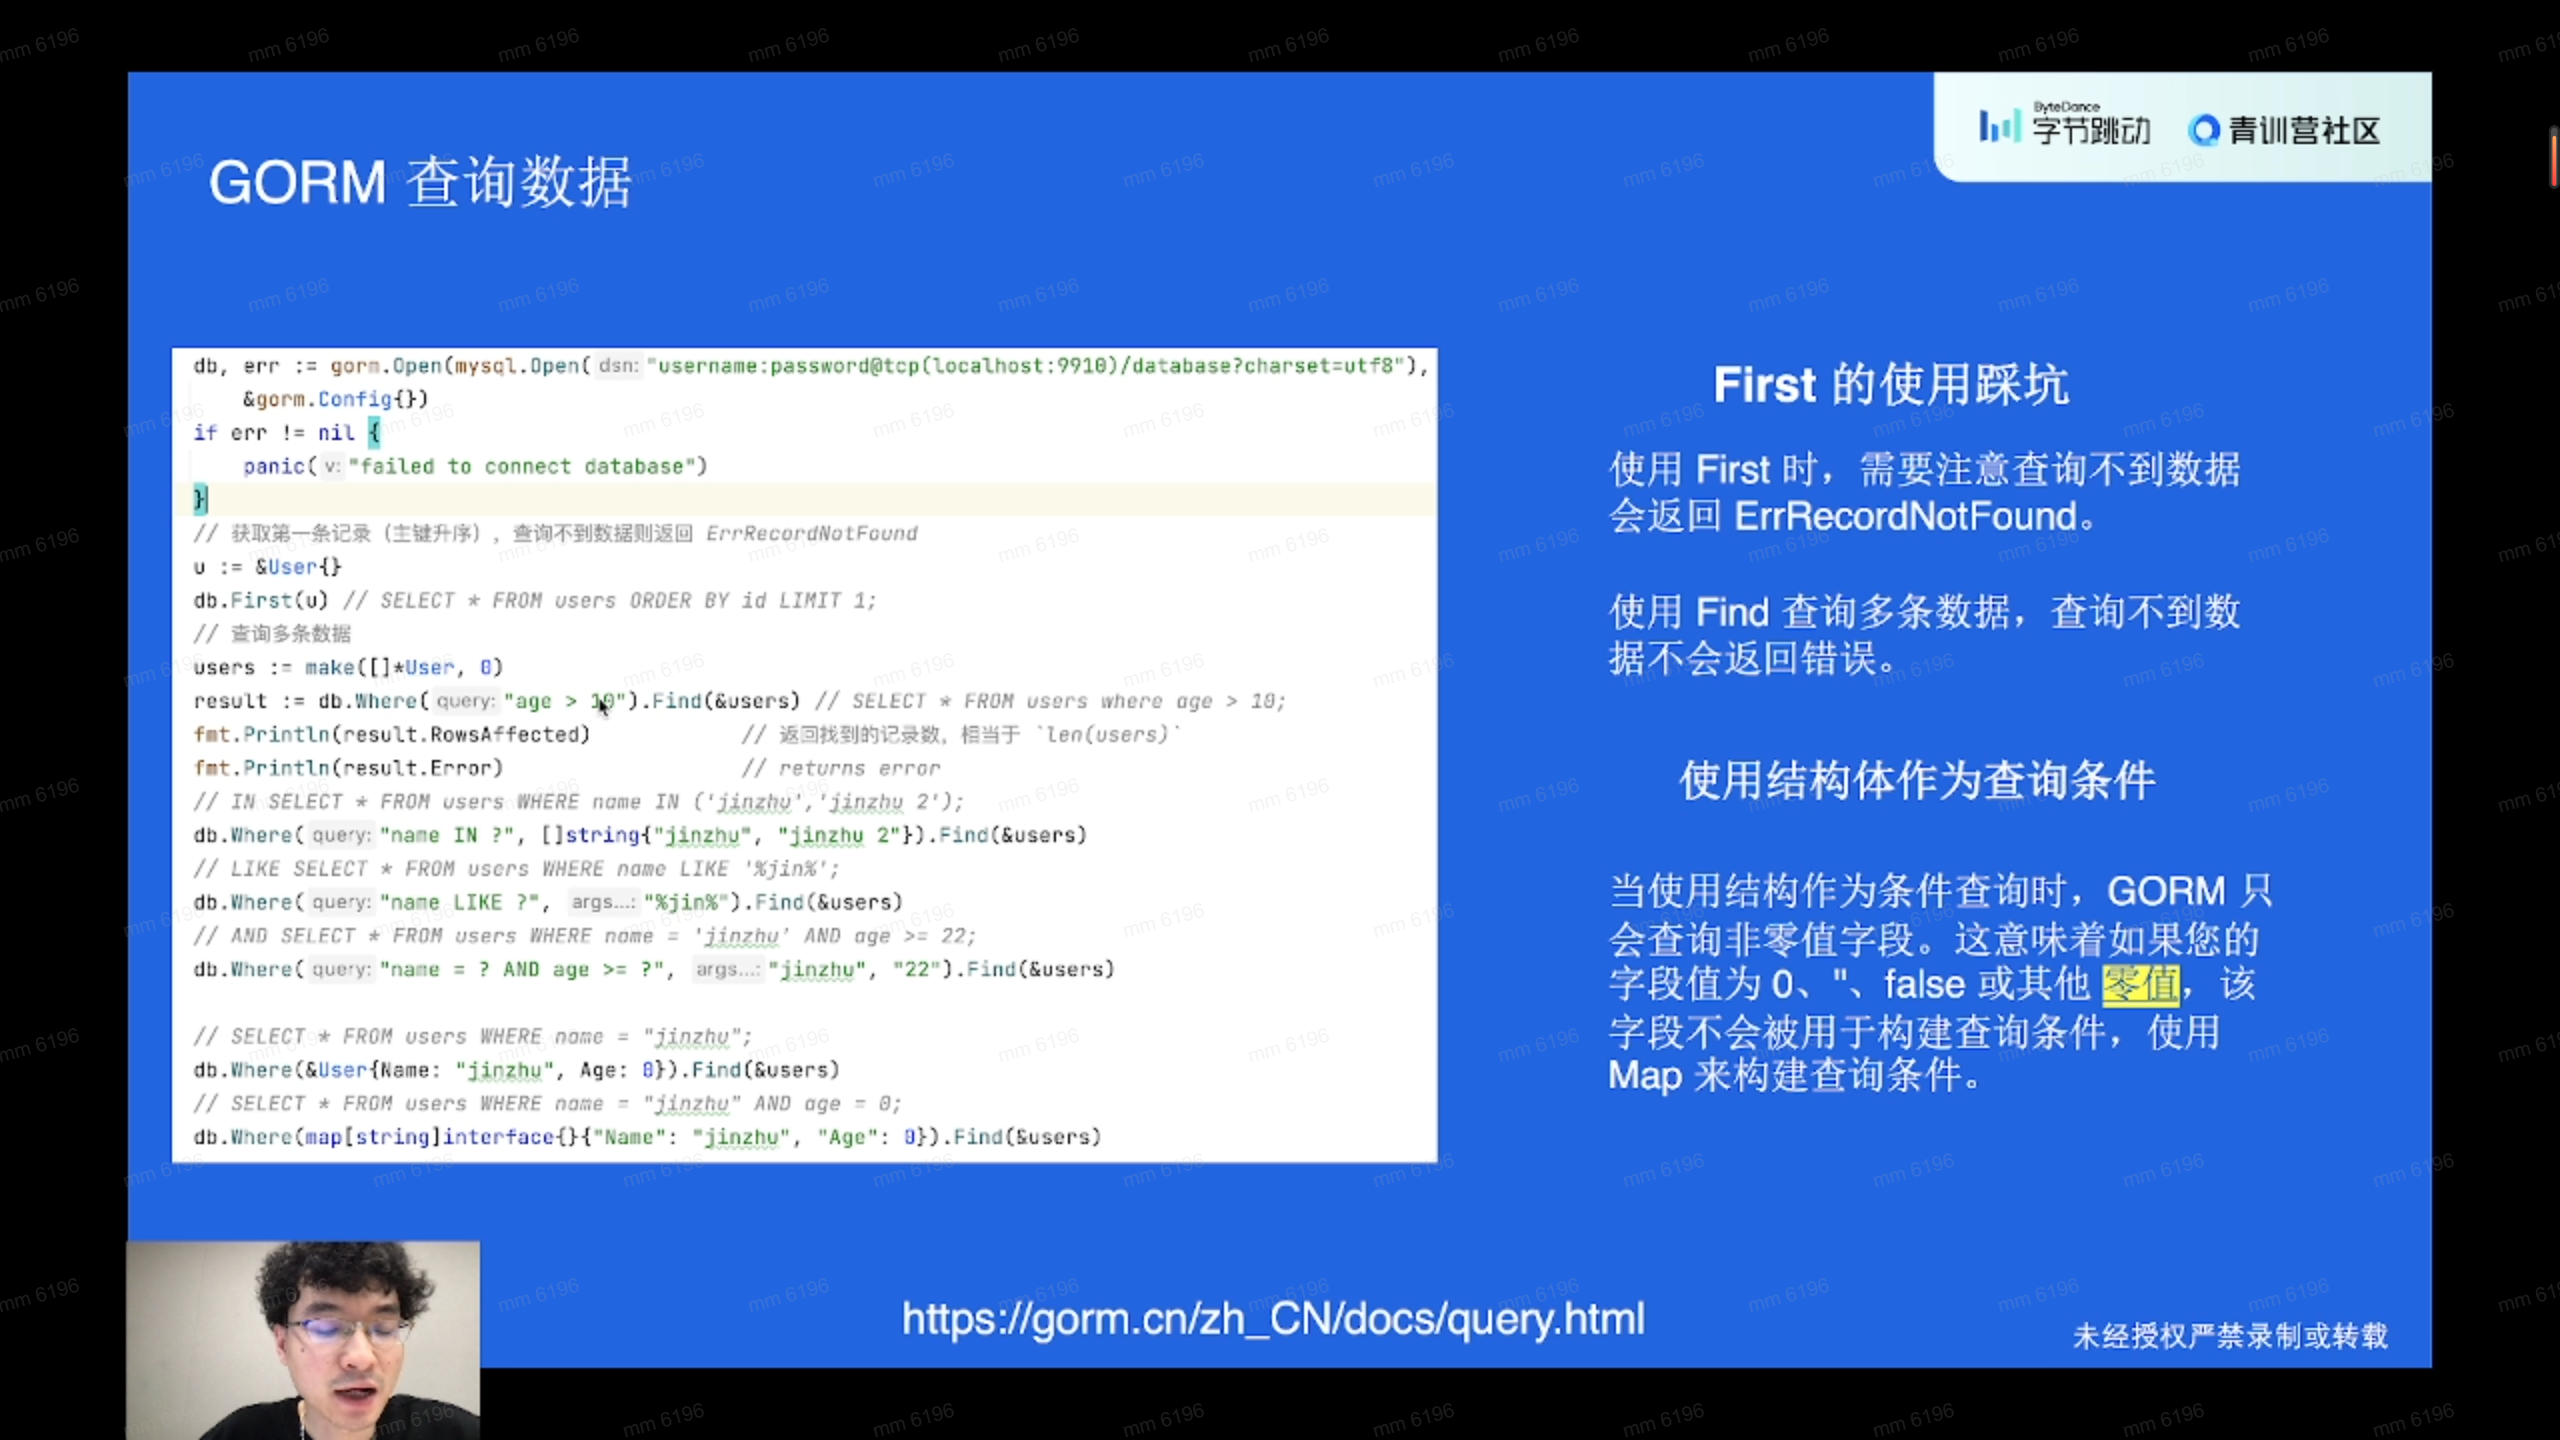 ByteDance
字节跳动 青训营社区
GORM 查询数据
db, err := gorm.Open(mysql.Open( dsn: "username:password@tcp(localhost:9910)/database?charset=utf8"),
&gorm.Config{})
if err != nil {
panic( v: "failed to connect database")
}
// 获取第一条记录（主键升序），查询不到数据则返回 ErrRecordNotFound
u := &User{}
db.First(u) // SELECT * FROM users ORDER BY id LIMIT 1;
// 查询多条数据
users := make([]*User, 0)
result := db.Where( query: "age > 10").Find(&users) // SELECT * FROM users where age > 10;
fmt.Println(result.RowsAffected) // 返回找到的记录数，相当于 `len(users)`
fmt.Println(result.Error) // returns error
// IN SELECT * FROM users WHERE name IN ('jinzhu','jinzhu 2');
db.Where( query: "name IN ?", []string{"jinzhu", "jinzhu 2"}).Find(&users)
// LIKE SELECT * FROM users WHERE name LIKE '%jin%';
db.Where( query: "name LIKE ?", args...: "%jin%").Find(&users)
// AND SELECT * FROM users WHERE name = 'jinzhu' AND age >= 22;
db.Where( query: "name = ? AND age >= ?", args...: "jinzhu", "22").Find(&users)
// SELECT * FROM users WHERE name = "jinzhu";
db.Where(&User{Name: "jinzhu", Age: 0}).Find(&users)
// SELECT * FROM users WHERE name = "jinzhu" AND age = 0;
db.Where(map[string]interface{}{"Name": "jinzhu", "Age": 0}).Find(&users)
First 的使用踩坑
使用 First 时，需要注意查询不到数据
会返回 ErrRecordNotFound。
使用 Find 查询多条数据，查询不到数
据不会返回错误。
使用结构体作为查询条件
当使用结构作为条件查询时，GORM 只
会查询非零值字段。这意味着如果您的
字段值为 0、''、false 或其他 零值，该
字段不会被用于构建查询条件，使用
Map 来构建查询条件。
https://gorm.cn/zh_CN/docs/query.html
未经授权严禁录制或转载
mm 6196